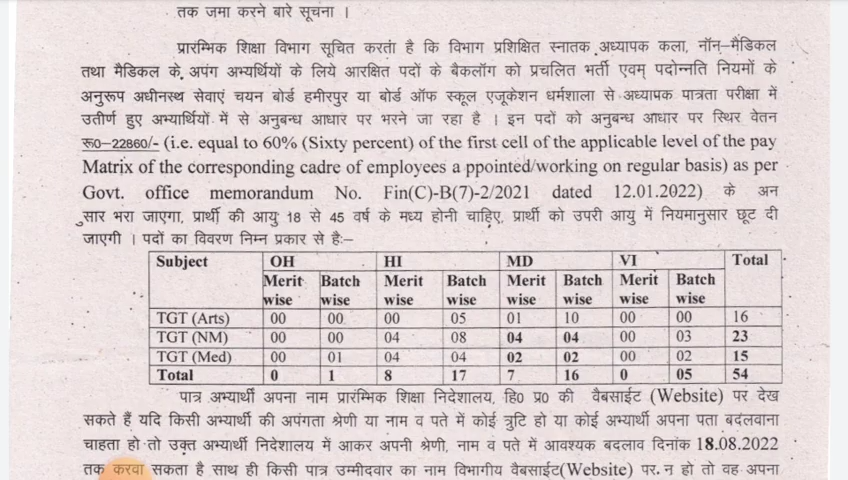 तक जमा करने बारे सूचना ।
प्रारम्भिक शिक्षा विभाग सूचित करता है कि विभाग प्रशिक्षित स्नातक अध्यापक कला, नॉन–मैडिकल
तथा मैडिकल के अपंग अभ्यर्थियों के लिये आरक्षित पदों के बैकलॉग को प्रचलित भर्ती एवम् पदोन्नति नियमों के
अनुरूप अधीनस्थ सेवाएं चयन बोर्ड हमीरपुर या बोर्ड ऑफ स्कूल एजूकेशन धर्मशाला से अध्यापक पात्रता परीक्षा में
उतीर्ण हुए अभ्यार्थियों में से अनुबन्ध आधार पर भरने जा रहा है । इन पदों को अनुबन्ध आधार पर स्थिर वेतन
रू0-22860/- (i.e. equal to 60% (Sixty percent) of the first cell of the applicable level of the pay
Matrix of the corresponding cadre of employees a ppointed/working on regular basis) as per
Govt. office memorandum No. Fin(C)-B(7)-2/2021 dated 12.01.2022) के अन
ुसार भरा जाएगा, प्रार्थी की आयु 18 से 45 वर्ष के मध्य होनी चाहिए, प्रार्थी को उपरी आयु में नियमानुसार छूट दी
जाएगी । पदों का विवरण निम्न प्रकार से है:–
Subject OH HI MD VI Total
Merit wise Batch wise Merit wise Batch wise Merit wise Batch wise Merit wise Batch wise
TGT (Arts) 00 00 00 05 01 10 00 00 16
TGT (NM) 00 00 04 08 04 04 00 03 23
TGT (Med) 00 01 04 04 02 02 00 02 15
Total 0 1 8 17 7 16 0 05 54
पात्र अभ्यार्थी अपना नाम प्रारंम्भिक शिक्षा निदेशालय, हि0 प्र0 की वैबसाईट (Website) पर देख
सकते हैं यदि किसी अभ्यार्थी की अपंगता श्रेणी या नाम व पते में कोई त्रुटि हो या कोई अभ्यार्थी अपना पता बदलवाना
चाहता हो तो उक्त अभ्यार्थी निदेशालय में आकर अपनी श्रेणी, नाम व पते में आवश्यक बदलाव दिनांक 18.08.2022
तक करवा सकता है साथ ही किसी पात्र उम्मीदवार का नाम विभागीय वैबसाईट(Website) पर न हो तो वह अपना